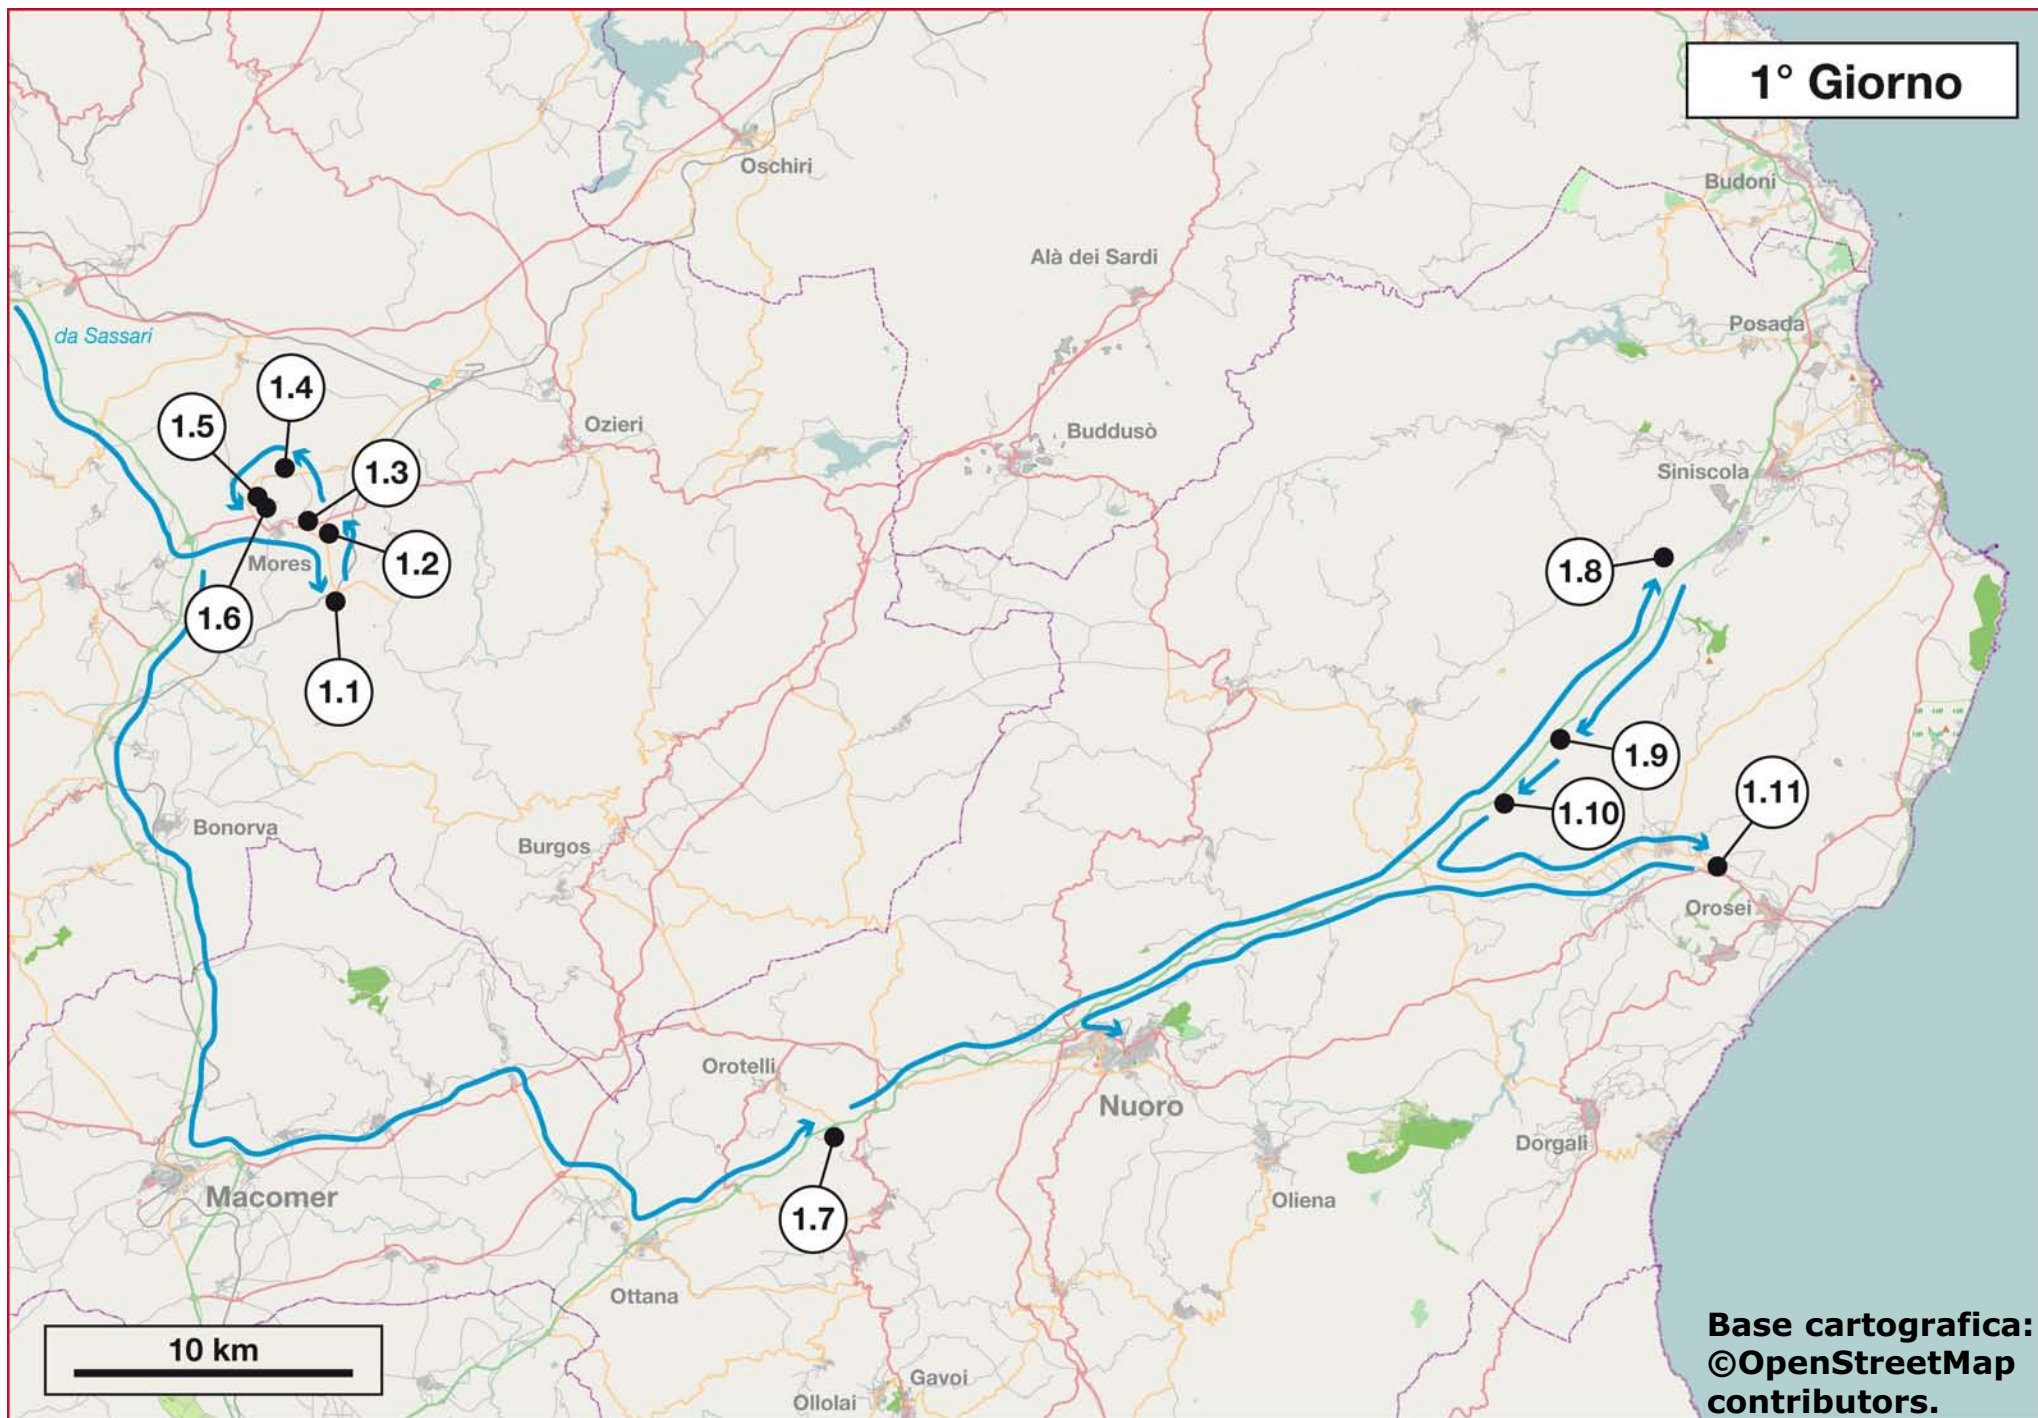 1° Giorno
Oschiri
Budoni
Alà dei Sardi
Posada
da Sassari
1.4
1.5
Ozieri
Buddusò
1.3
Siniscola
1.2
Mores
1.8
1.6
1.1
1.9
1.11
1.10
Bonorva
Burgos
Orosei
Orotelli
Nuoro
Dorgali
Macomer
Oliena
1.7
Ottana
10 km
Gavoi
Ollolai
Base cartografica:
©OpenStreetMap
contributors.